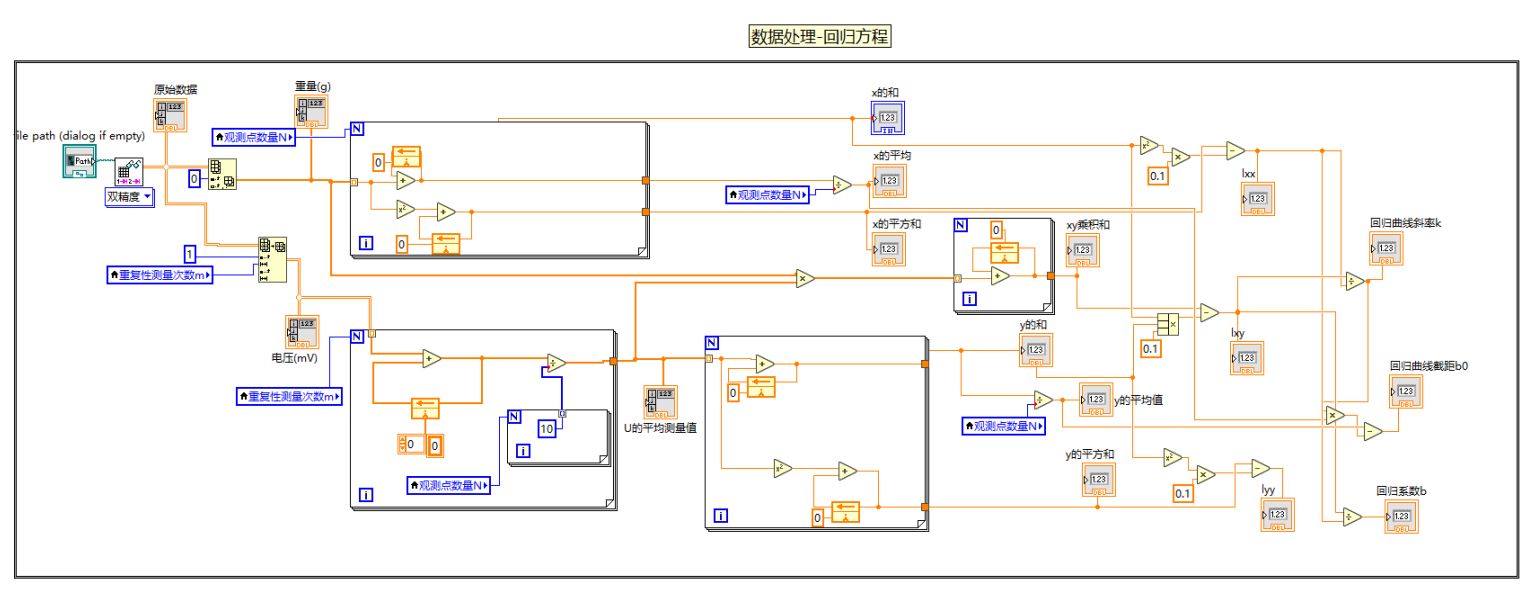 数据处理-回归方程
原始数据
重量(g)
x的和
file path (dialog if empty)
观测点数量N
N
Path
0
双精度
0
x的平均
观测点数量N
0.1
lxx
x的平方和
0
i
N
0
i
xy乘积和
回归曲线斜率k
1
重复性测量次数m
电压(mV)
N
y的和
0.1
lxy
N
0
重复性测量次数m
0
0
N
10
i
观测点数量N
i
U的平均测量值
y的平均值
观测点数量N
回归曲线截距b0
y的平方和
0
i
0.1
lyy
回归系数b